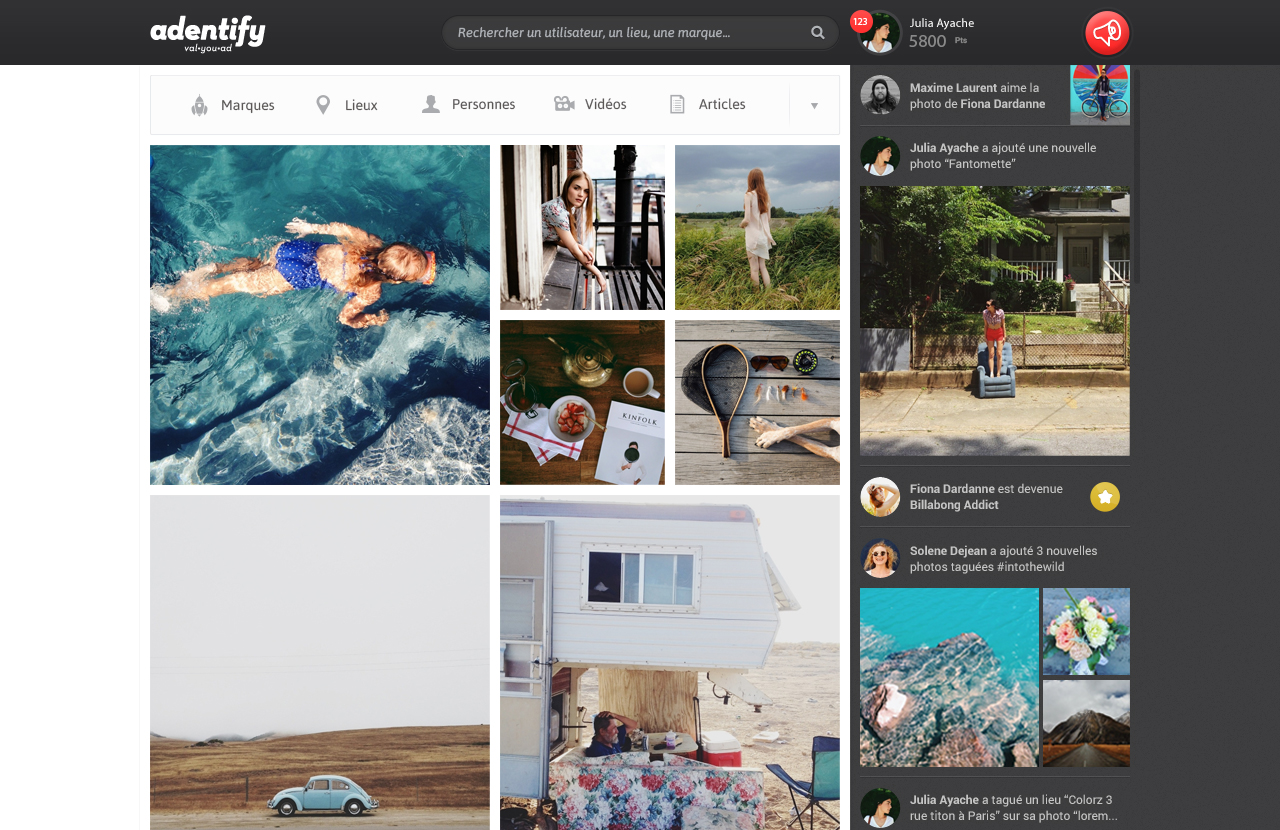 adentify
val•you•ad
Rechercher un utilisateur, un lieu, une marque...
123
Julia Ayache
5800 Pts
Marques
Lieux
Personnes
Vidéos
Articles
KINFOLK
Maxime Laurent aime la
photo de Fiona Dardanne
Julia Ayache a ajouté une nouvelle
photo “Fantomette”
Fiona Dardanne est devenue
Billabong Addict
Solene Dejean a ajouté 3 nouvelles
photos taguées #intothewild
Julia Ayache a tagué un lieu “Colorz 3
rue titon à Paris” sur sa photo “lorem...